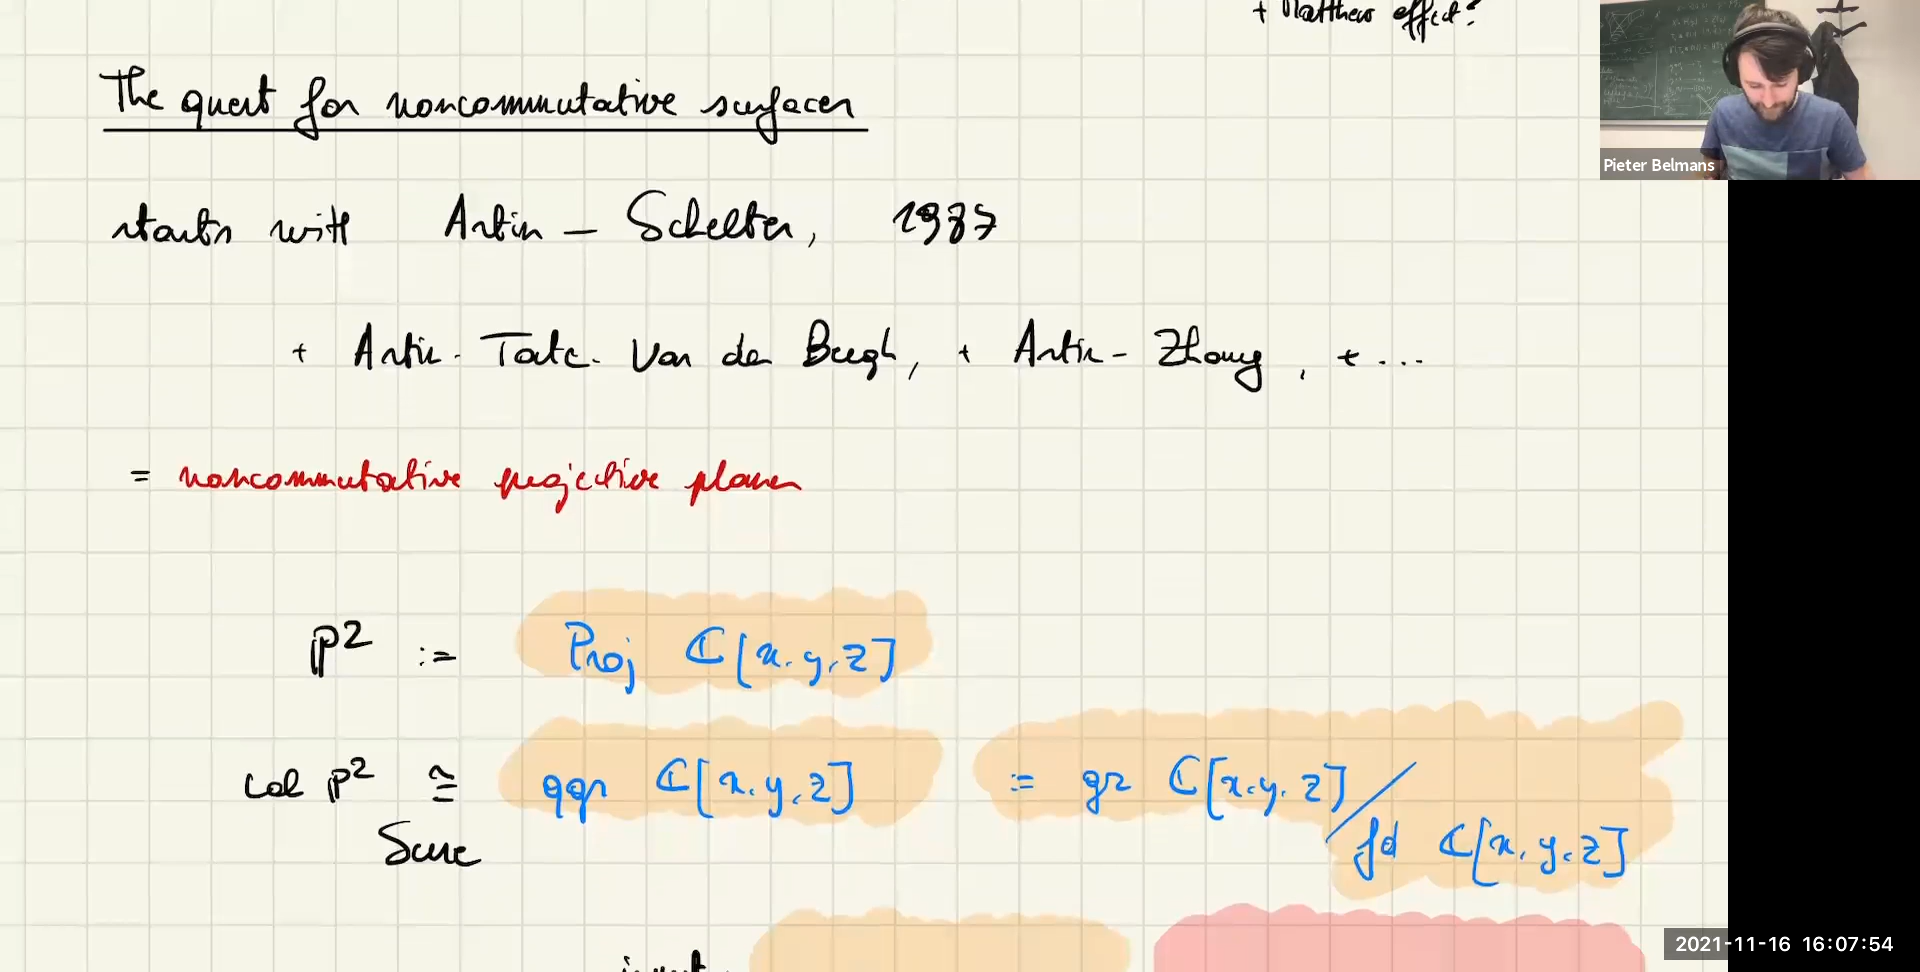 + Matthew effect?
The quest for noncommutative surfaces
starts with Artin – Schelter, 1987
+ Artin - Tate - Van den Bergh, + Artin - Zhang, + ...
= noncommutative projective planes
ℙ² := Proj ℂ[x,y,z]
coh ℙ² ≅ qgr ℂ[x,y,z] := gr ℂ[x,y,z] / fd ℂ[x,y,z]
Serre
Pieter Belmans
2021-11-16 16:07:54